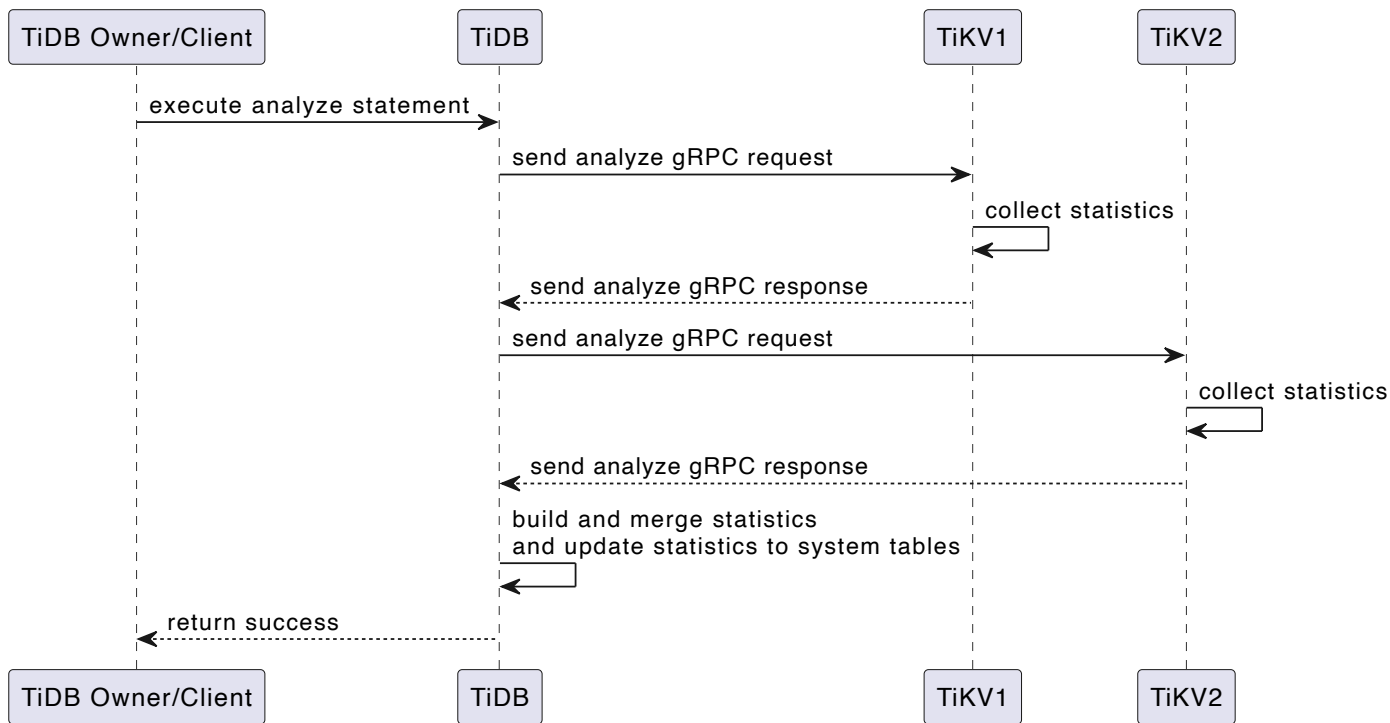 TiDB Owner/Client
TiDB
TiKV1
TiKV2
execute analyze statement
send analyze gRPC request
collect statistics
send analyze gRPC response
send analyze gRPC request
collect statistics
send analyze gRPC response
build and merge statistics
and update statistics to system tables
return success
TiDB Owner/Client
TiDB
TiKV1
TiKV2